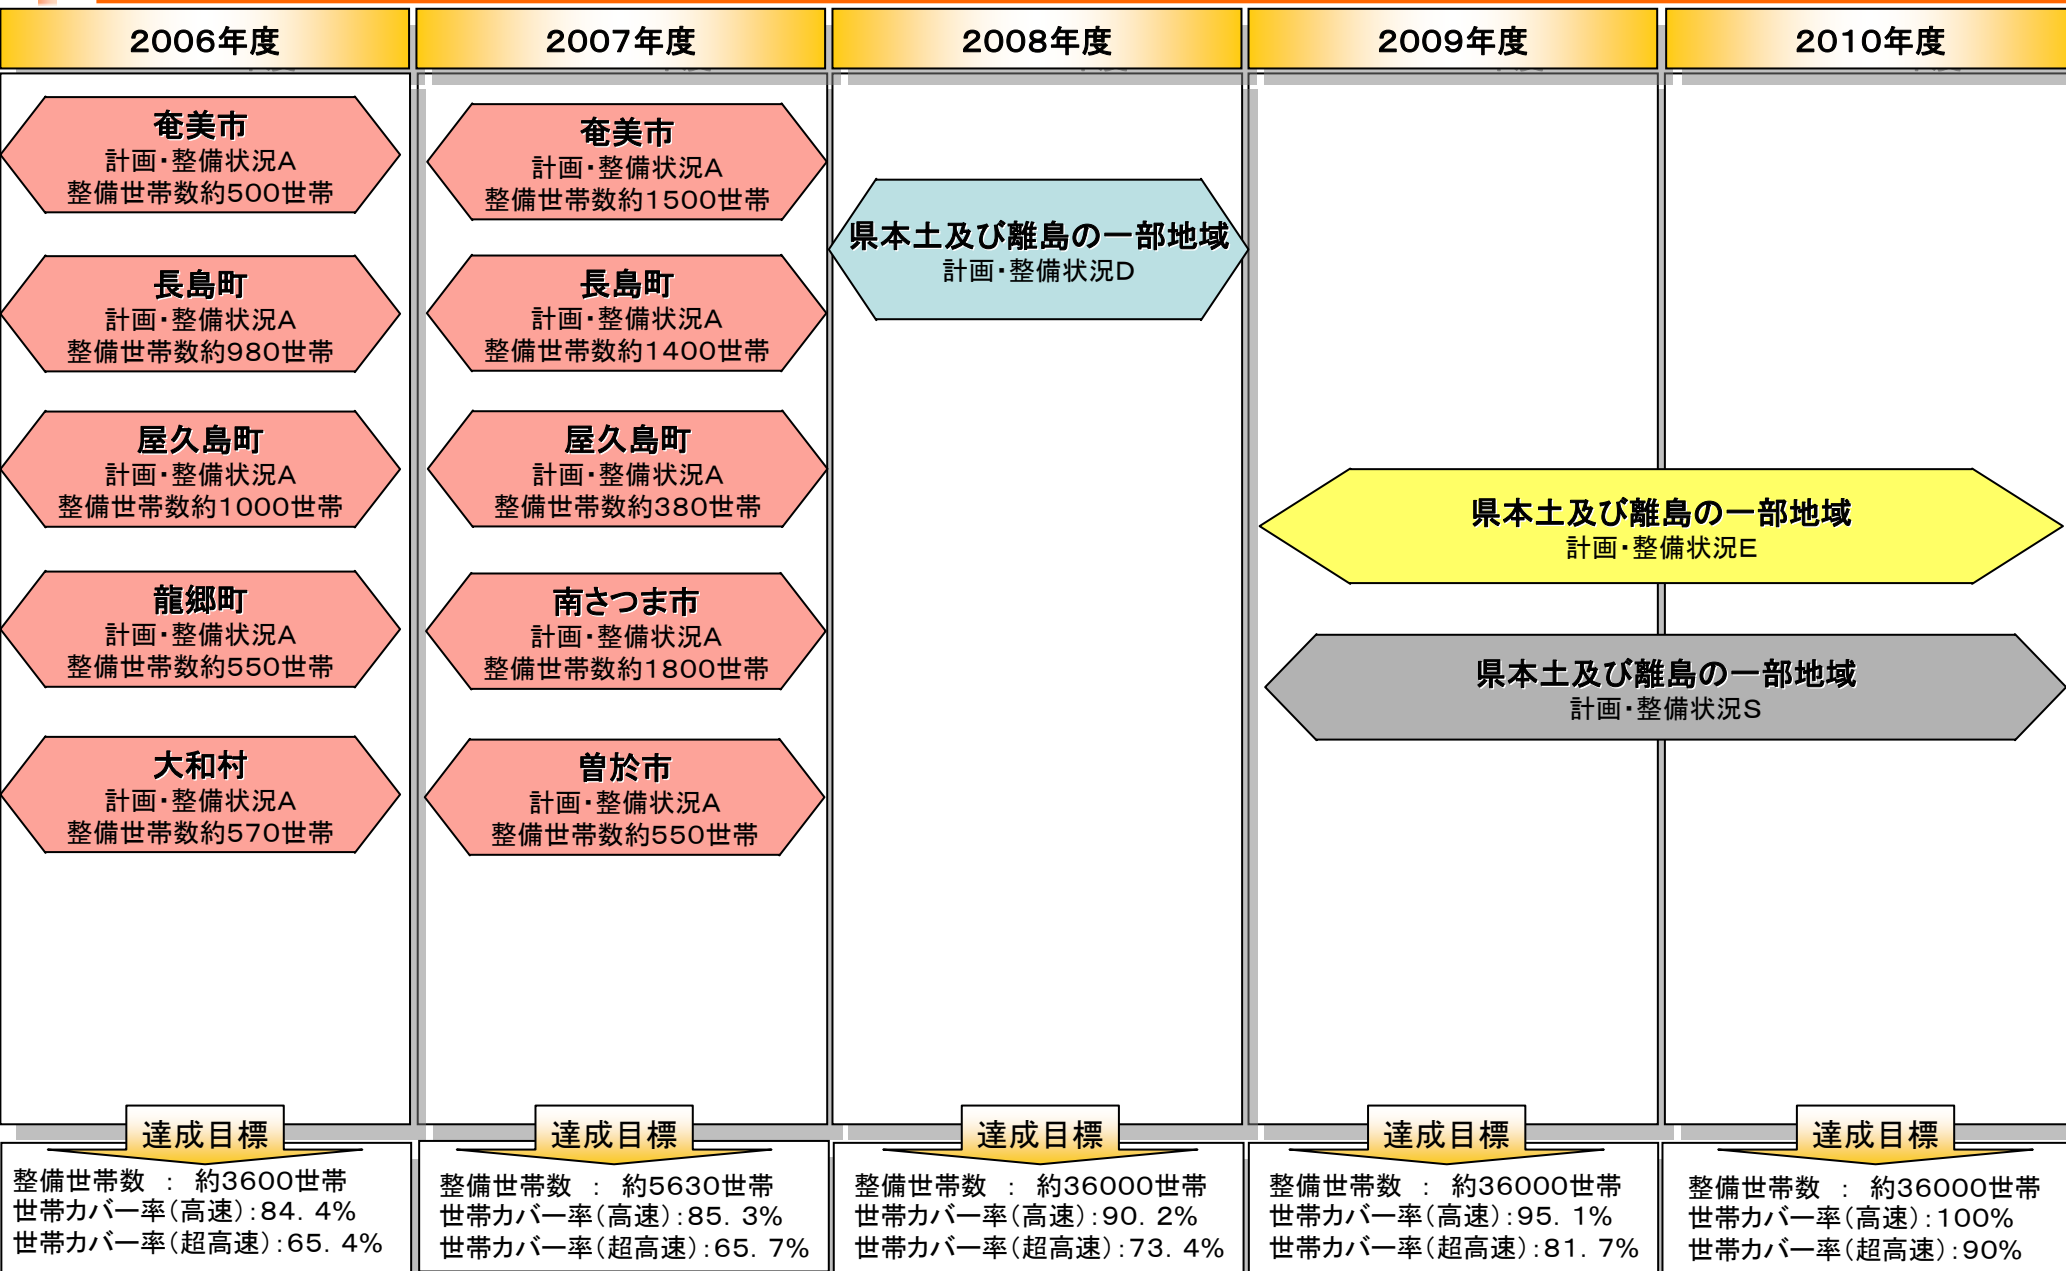 2006年度
2007年度
2008年度
2009年度
2010年度
奄美市
計画・整備状況A
整備世帯数約500世帯
長島町
計画・整備状況A
整備世帯数約980世帯
屋久島町
計画・整備状況A
整備世帯数約1000世帯
龍郷町
計画・整備状況A
整備世帯数約550世帯
大和村
計画・整備状況A
整備世帯数約570世帯
奄美市
計画・整備状況A
整備世帯数約1500世帯
長島町
計画・整備状況A
整備世帯数約1400世帯
屋久島町
計画・整備状況A
整備世帯数約380世帯
南さつま市
計画・整備状況A
整備世帯数約1800世帯
曽於市
計画・整備状況A
整備世帯数約550世帯
県本土及び離島の一部地域
計画・整備状況D
県本土及び離島の一部地域
計画・整備状況E
県本土及び離島の一部地域
計画・整備状況S
達成目標
整備世帯数 : 約3600世帯
世帯カバー率(高速):84.4%
世帯カバー率(超高速):65.4%
達成目標
整備世帯数 : 約5630世帯
世帯カバー率(高速):85.3%
世帯カバー率(超高速):65.7%
達成目標
整備世帯数 : 約36000世帯
世帯カバー率(高速):90.2%
世帯カバー率(超高速):73.4%
達成目標
整備世帯数 : 約36000世帯
世帯カバー率(高速):95.1%
世帯カバー率(超高速):81.7%
達成目標
整備世帯数 : 約36000世帯
世帯カバー率(高速):100%
世帯カバー率(超高速):90%